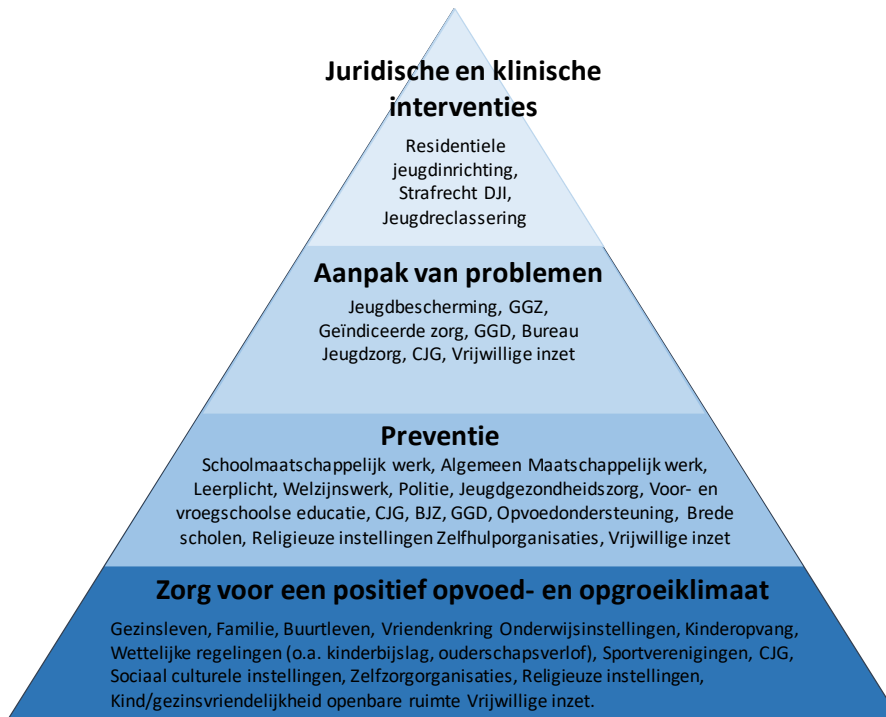 Juridische en klinische
interventies
Residentiele
jeugdinrichting,
Strafrecht DJI,
Jeugdreclassering
Aanpak van problemen
Jeugdbescherming, GGZ,
Geïndiceerde zorg, GGD, Bureau
Jeugdzorg, CJG, Vrijwillige inzet
Preventie
Schoolmaatschappelijk werk, Algemeen Maatschappelijk werk,
Leerplicht, Welzijnswerk, Politie, Jeugdgezondheidszorg, Voor- en
vroegschoolse educatie, CJG, BJZ, GGD, Opvoedondersteuning, Brede
scholen, Religieuze instellingen Zelfhulporganisaties, Vrijwillige inzet
Zorg voor een positief opvoed- en opgroeiklimaat
Gezinsleven, Familie, Buurtleven, Vriendenkring Onderwijsinstellingen, Kinderopvang,
Wettelijke regelingen (o.a. kinderbijslag, ouderschapsverlof), Sportverenigingen, CJG,
Sociaal culturele instellingen, Zelfzorgorganisaties, Religieuze instellingen,
Kind/gezinsvriendelijkheid openbare ruimte Vrijwillige inzet.